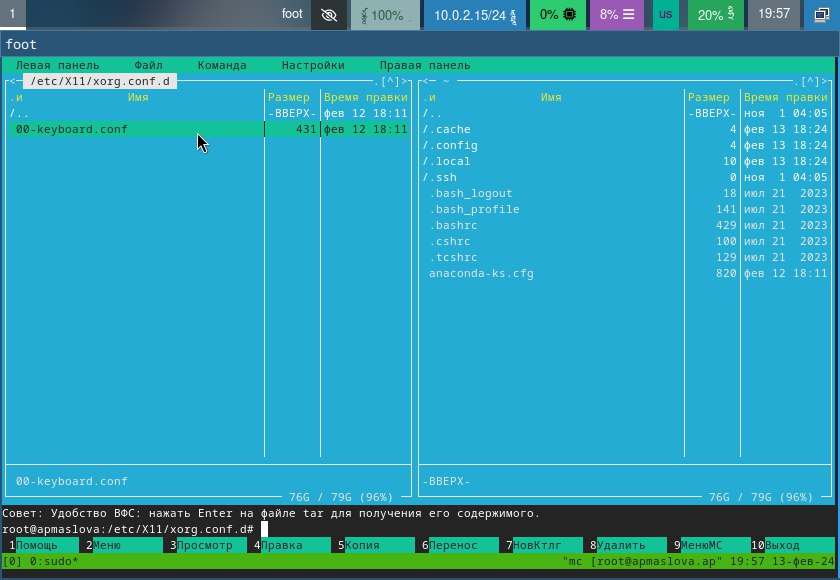 1 foot 100% 10.0.2.15/24 0% 8% us 20% 19:57
foot
Левая панель Файл Команда Настройки Правая панель
<─ /etc/X11/xorg.conf.d .[^]> <─ ~ .[^]>
.и Имя Размер Время правки .и Имя Размер Время правки
/.. -ВВЕРХ- фев 12 18:11 /.. -ВВЕРХ- ноя 1 04:05
00-keyboard.conf 431 фев 12 18:11 /.cache 4 фев 13 18:24
/.config 4 фев 13 18:24
/.local 10 фев 13 18:24
/.ssh 0 ноя 1 04:05
.bash_logout 18 июл 21 2023
.bash_profile 141 июл 21 2023
.bashrc 429 июл 21 2023
.cshrc 100 июл 21 2023
.tcshrc 129 июл 21 2023
anaconda-ks.cfg 820 фев 12 18:11
00-keyboard.conf -ВВЕРХ-
76G / 79G (96%) 76G / 79G (96%)
Совет: Удобство ВФС: нажать Enter на файле tar для получения его содержимого.
root@apmaslova:/etc/X11/xorg.conf.d#
1Помощь 2Меню 3Просмотр 4Правка 5Копия 6Перенос 7НовКтлг 8Удалить 9МенюМС 10Выход
[0] 0:sudo* "mc [root@apmaslova.ap" 19:57 13-фев-24